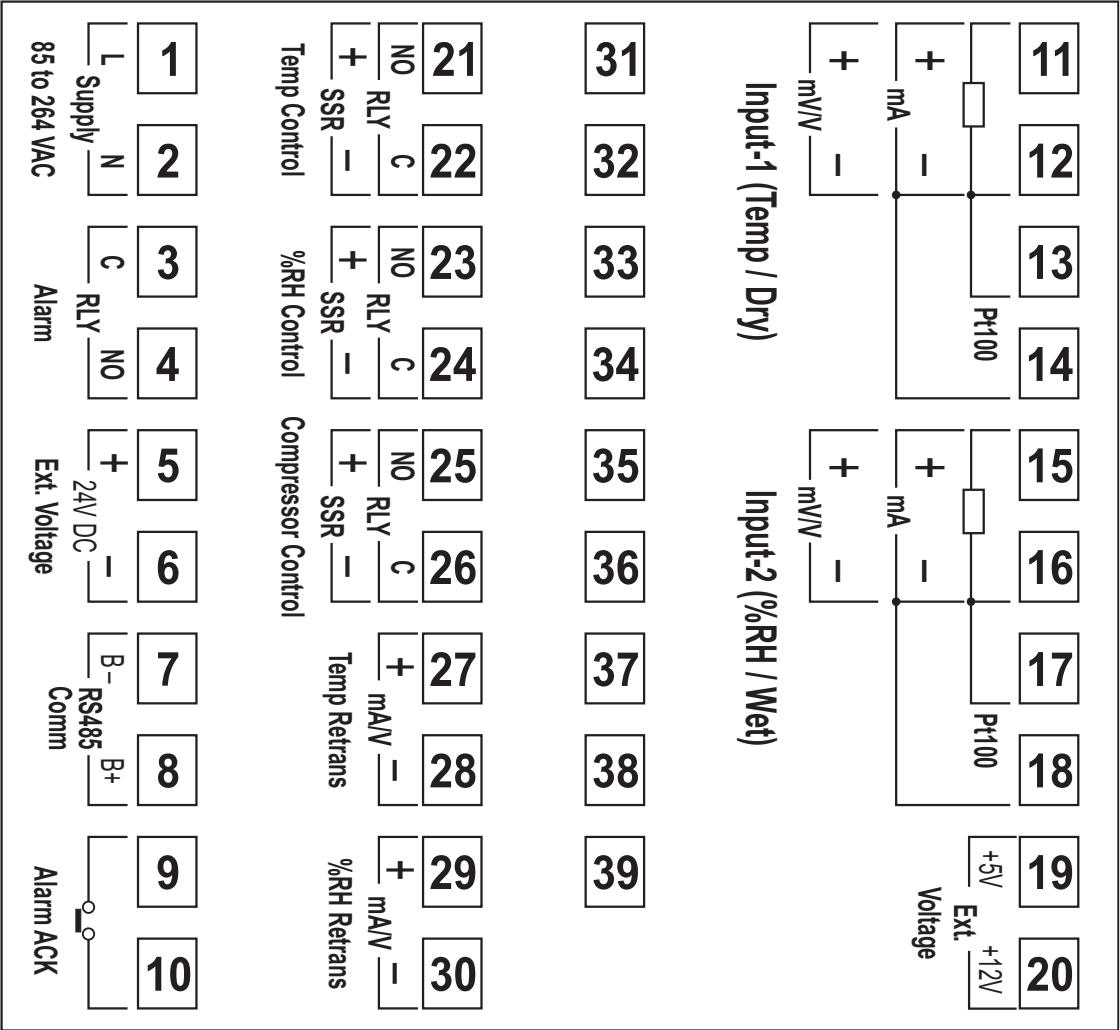 1
L
Supply
2
N
85 to 264 VAC
3
C
RLY
4
NO
Alarm
5
+
24V DC
6
–
Ext. Voltage
7
B–
RS485
8
B+
Comm
9
10
Alarm ACK
21
NO
+
RLY
SSR
22
C
–
Temp Control
23
NO
+
RLY
SSR
24
C
–
%RH Control
25
NO
+
RLY
SSR
26
C
–
Compressor Control
27
+
mA/V
28
–
Temp Retrans
29
+
mA/V
30
–
%RH Retrans
31
32
33
34
35
36
37
38
39
11
+
+
mA
mV/V
12
–
–
13
Pt100
14
Input-1 (Temp / Dry)
15
+
+
mA
mV/V
16
–
–
17
Pt100
18
Input-2 (%RH / Wet)
19
+5V
Ext.
Voltage
20
+12V